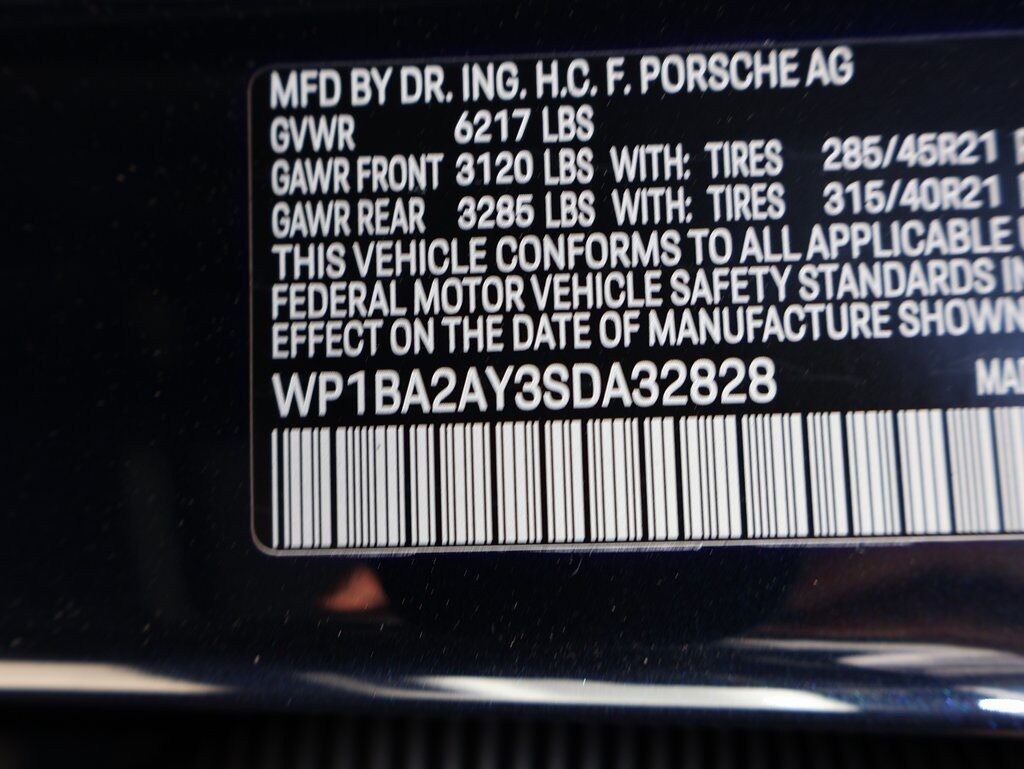 MFD BY DR. ING. H.C. F. PORSCHE AG
GVWR 6217 LBS
GAWR FRONT 3120 LBS WITH: TIRES 285/45R21
GAWR REAR 3285 LBS WITH: TIRES 315/40R21
THIS VEHICLE CONFORMS TO ALL APPLICABLE
FEDERAL MOTOR VEHICLE SAFETY STANDARDS IN
EFFECT ON THE DATE OF MANUFACTURE SHOWN
WP1BA2AY3SDA32828